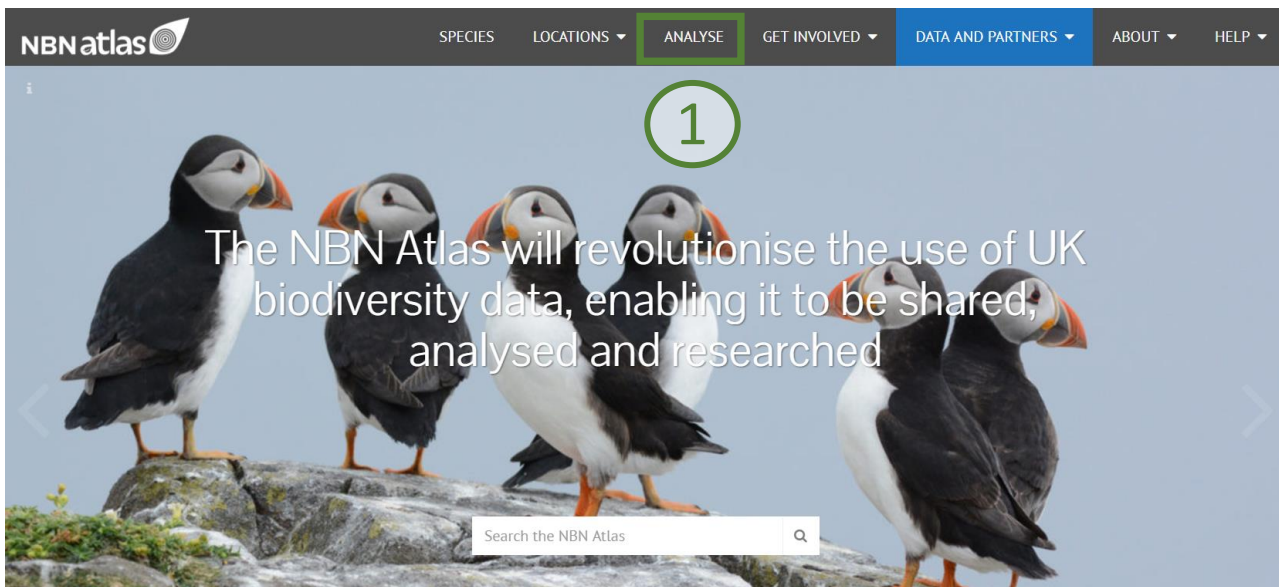 NBN atlas
SPECIES LOCATIONS ANALYSE GET INVOLVED DATA AND PARTNERS ABOUT HELP
i
1
The NBN Atlas will revolutionise the use of UK
biodiversity data, enabling it to be shared,
analysed and researched
Search the NBN Atlas